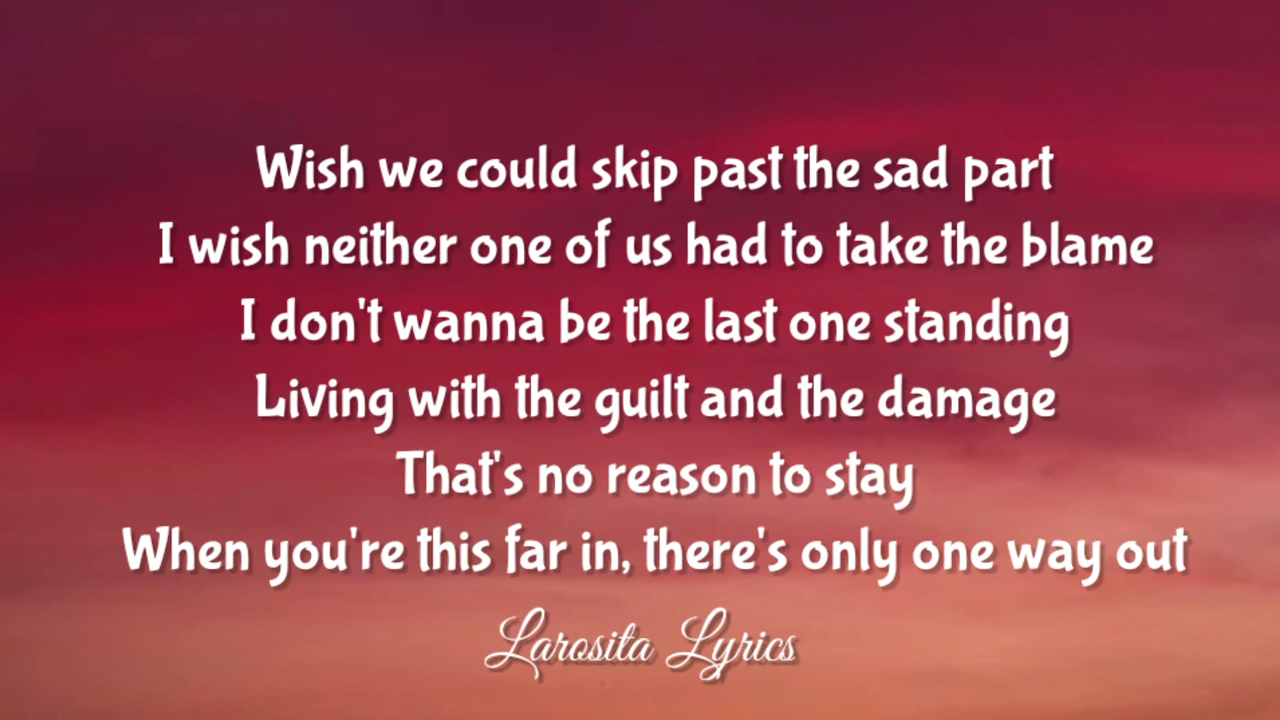 Wish we could skip past the sad part
I wish neither one of us had to take the blame
I don't wanna be the last one standing
Living with the guilt and the damage
That's no reason to stay
When you're this far in, there's only one way out
Larosita Lyrics